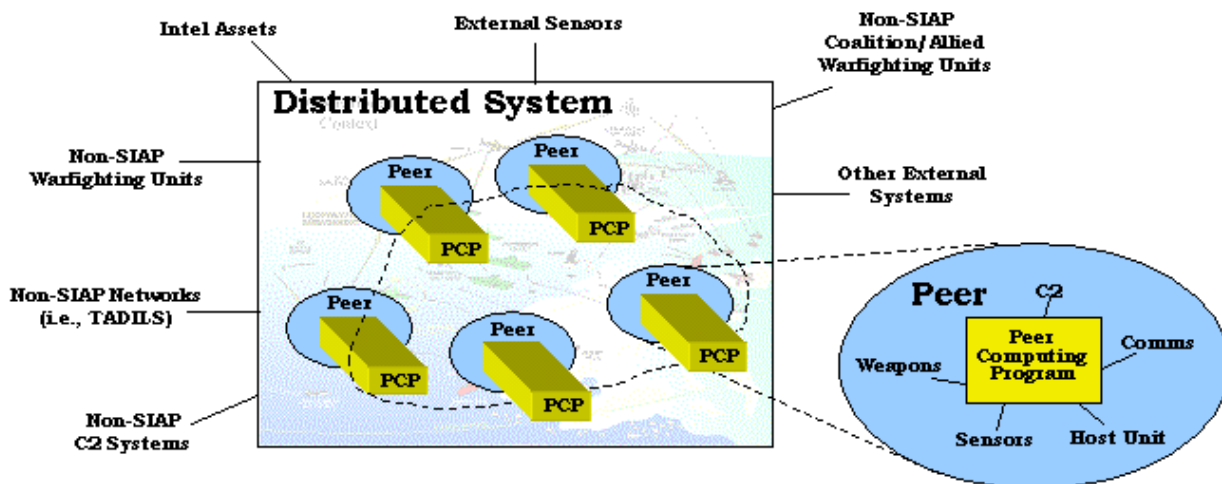 Intel Assets
External Sensors
Non-SIAP
Coalition/Allied
Warfighting Units
Distributed System
Context
Non-SIAP
Warfighting Units
Other External
Systems
Non-SIAP Networks
(i.e., TADILS)
Non-SIAP
C2 Systems
Peer
PCP
Peer
PCP
Peer
PCP
Peer
PCP
Peer
PCP
Peer
C2
Peer
Computing
Program
Comms
Weapons
Sensors
Host Unit